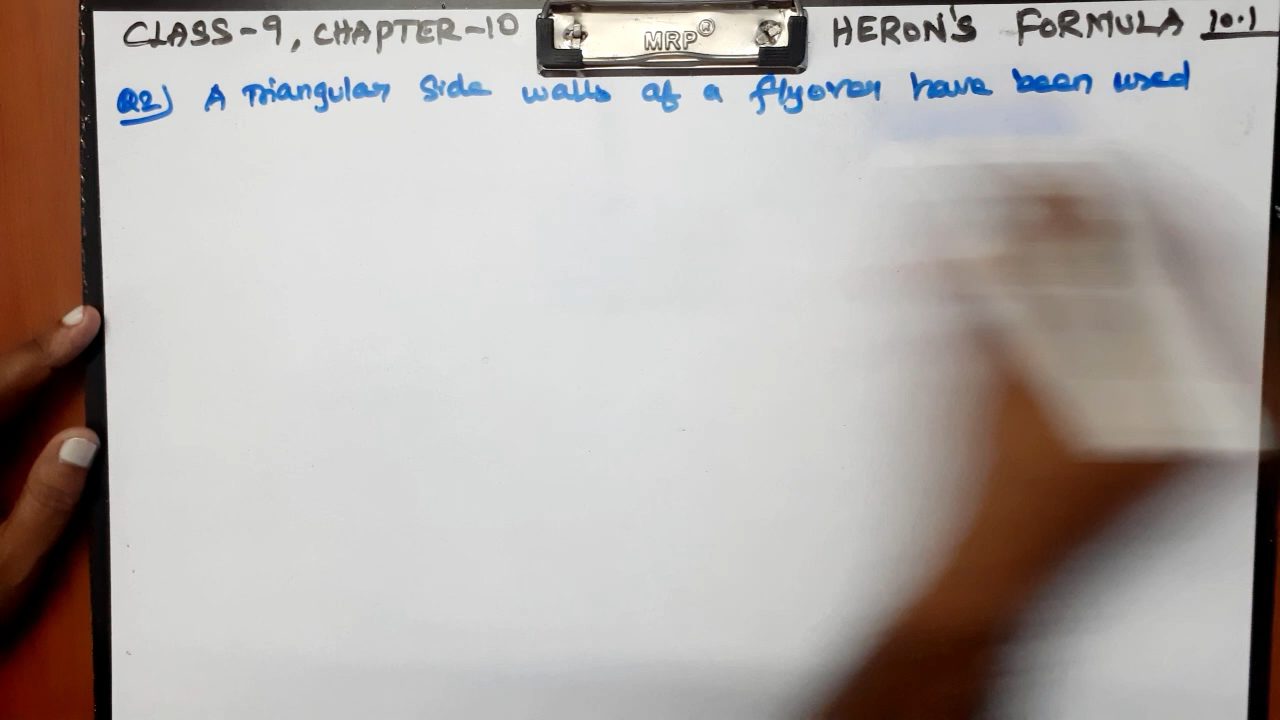 CLASS-9, CHAPTER-10 MRP® HERON'S FORMULA 10.1
Q2) A Triangular Side walls of a flyover have been used